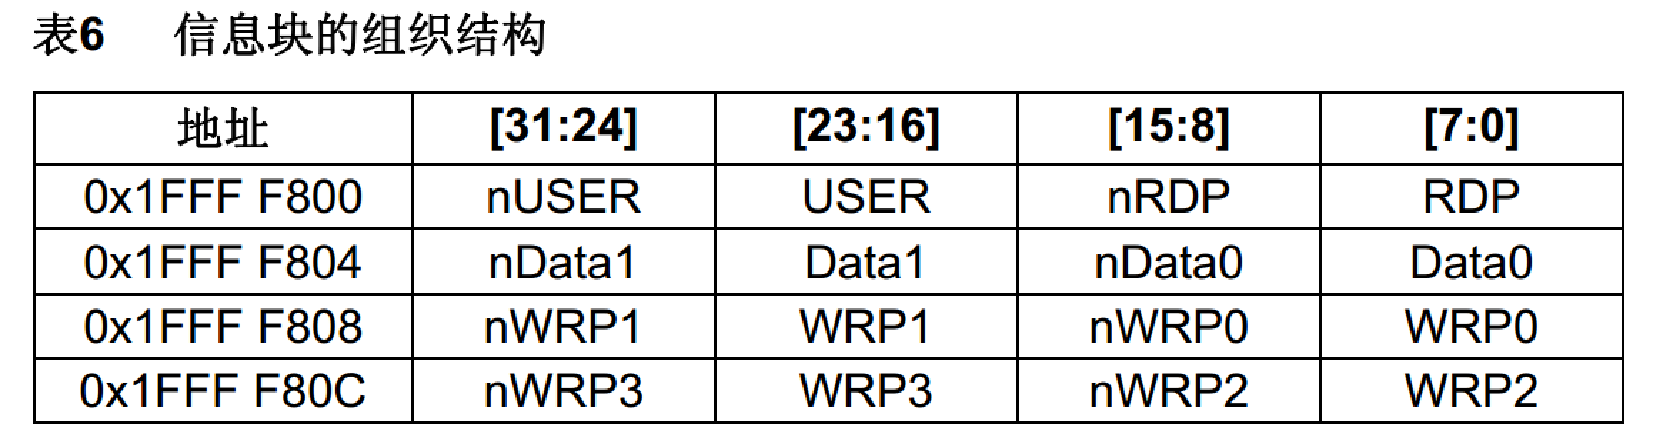 表6 信息块的组织结构
地址 [31:24] [23:16] [15:8] [7:0]
0x1FFF F800 nUSER USER nRDP RDP
0x1FFF F804 nData1 Data1 nData0 Data0
0x1FFF F808 nWRP1 WRP1 nWRP0 WRP0
0x1FFF F80C nWRP3 WRP3 nWRP2 WRP2